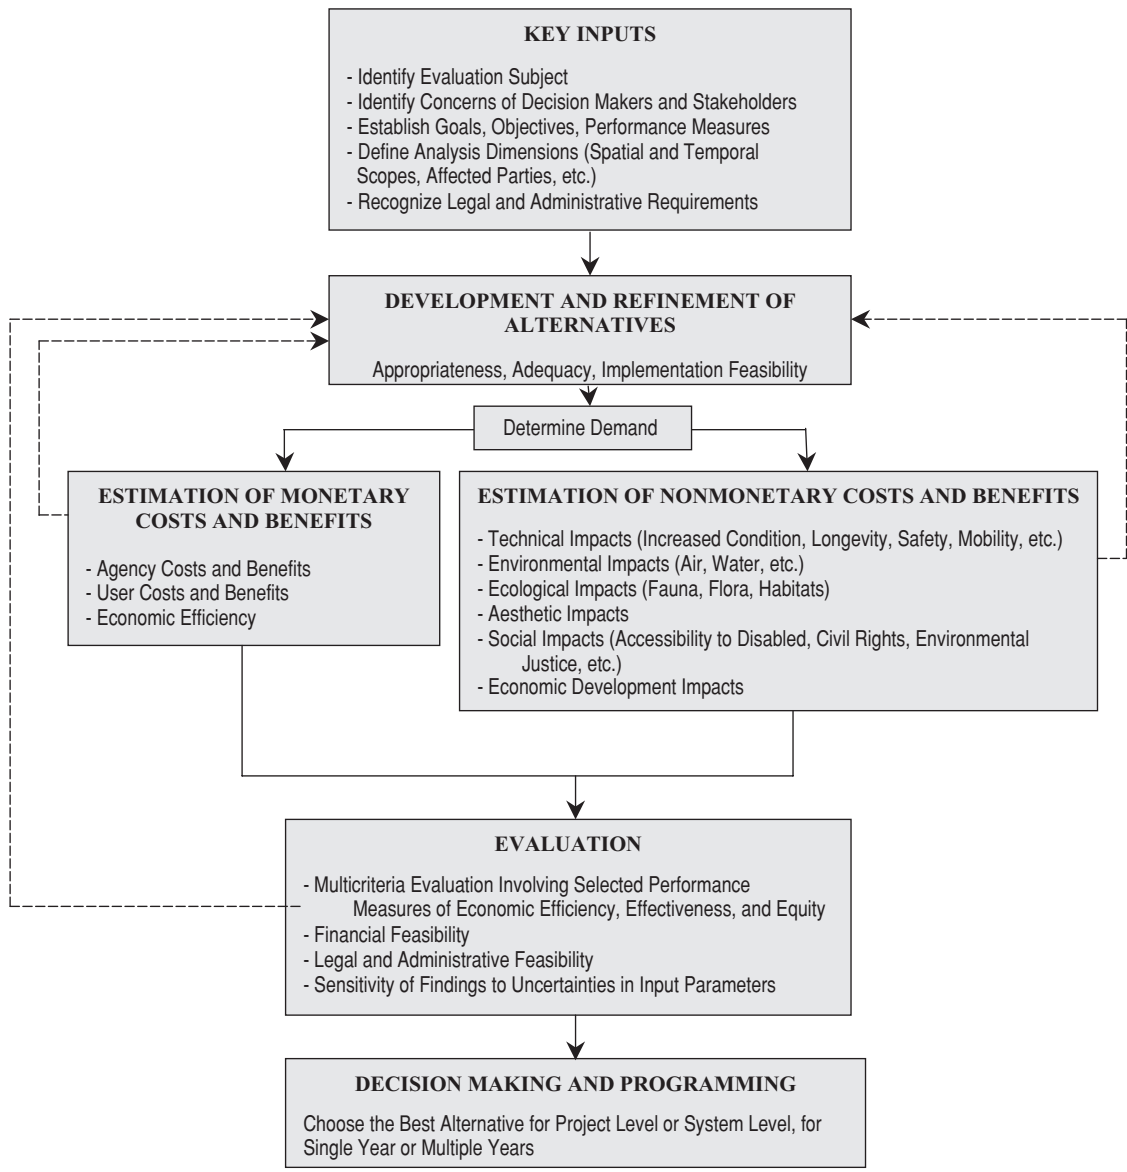 KEY INPUTS
- Identify Evaluation Subject
- Identify Concerns of Decision Makers and Stakeholders
- Establish Goals, Objectives, Performance Measures
- Define Analysis Dimensions (Spatial and Temporal
Scopes, Affected Parties, etc.)
- Recognize Legal and Administrative Requirements
DEVELOPMENT AND REFINEMENT OF
ALTERNATIVES
Appropriateness, Adequacy, Implementation Feasibility
Determine Demand
ESTIMATION OF MONETARY
COSTS AND BENEFITS
- Agency Costs and Benefits
- User Costs and Benefits
- Economic Efficiency
ESTIMATION OF NONMONETARY COSTS AND BENEFITS
- Technical Impacts (Increased Condition, Longevity, Safety, Mobility, etc.)
- Environmental Impacts (Air, Water, etc.)
- Ecological Impacts (Fauna, Flora, Habitats)
- Aesthetic Impacts
- Social Impacts (Accessibility to Disabled, Civil Rights, Environmental
Justice, etc.)
- Economic Development Impacts
EVALUATION
- Multicriteria Evaluation Involving Selected Performance
Measures of Economic Efficiency, Effectiveness, and Equity
- Financial Feasibility
- Legal and Administrative Feasibility
- Sensitivity of Findings to Uncertainties in Input Parameters
DECISION MAKING AND PROGRAMMING
Choose the Best Alternative for Project Level or System Level, for
Single Year or Multiple Years